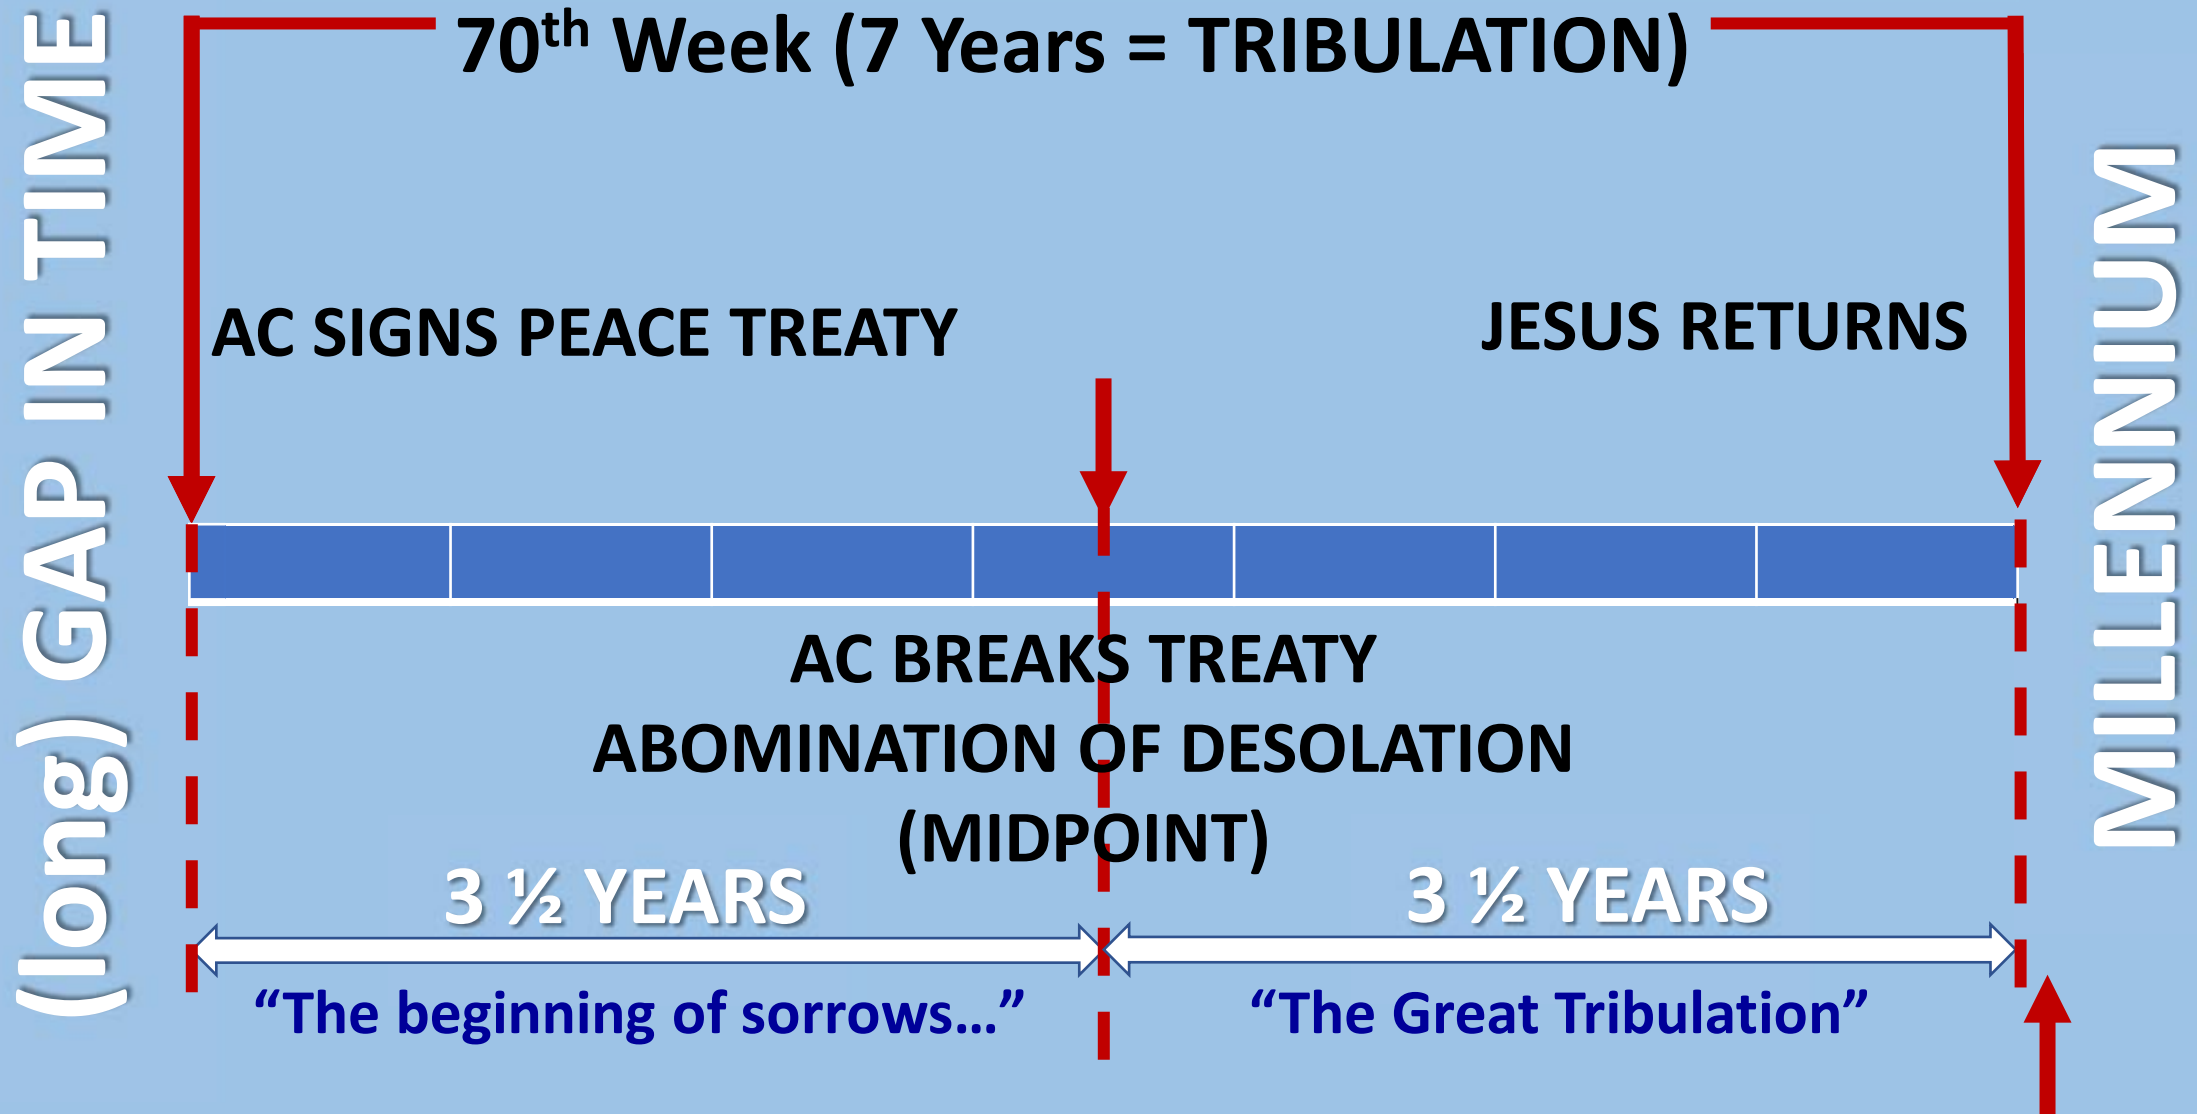 70th Week (7 Years = TRIBULATION)
(long) GAP IN TIME
AC SIGNS PEACE TREATY
JESUS RETURNS
MILLENNIUM
AC BREAKS TREATY
ABOMINATION OF DESOLATION
(MIDPOINT)
3 ½ YEARS
3 ½ YEARS
“The beginning of sorrows...”
“The Great Tribulation”